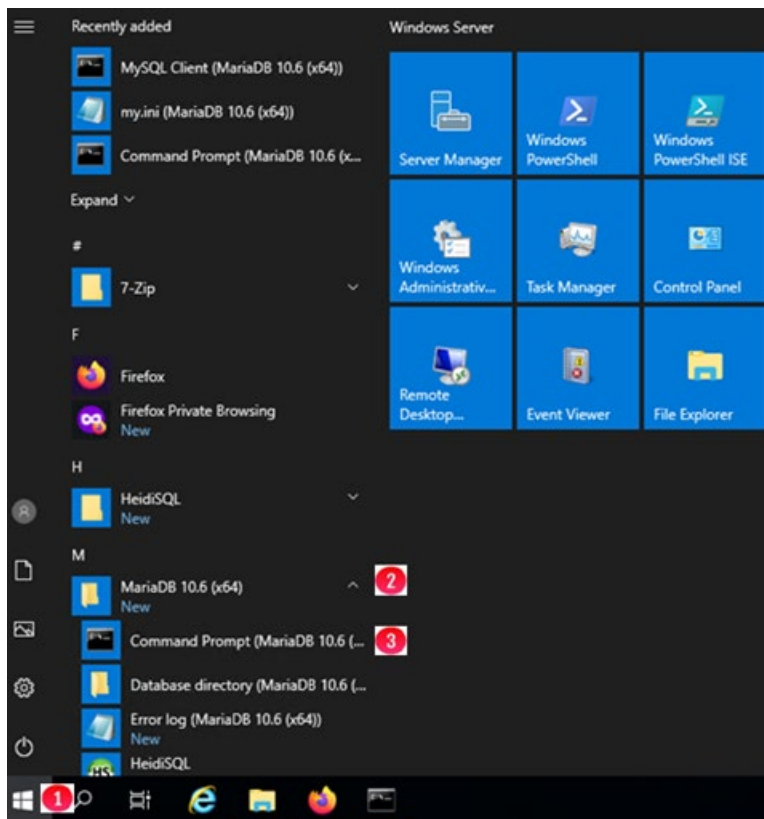 Recently added
MySQL Client (MariaDB 10.6 (x64))
my.ini (MariaDB 10.6 (x64))
Command Prompt (MariaDB 10.6 (x...
Expand
#
7-Zip
F
Firefox
Firefox Private Browsing
New
H
HeidiSQL
New
M
MariaDB 10.6 (x64)
New
2
Command Prompt (MariaDB 10.6 (...
3
Database directory (MariaDB 10.6 (...
Error log (MariaDB 10.6 (x64))
New
HS
HeidiSQL
1
Windows Server
Server Manager
Windows
PowerShell
Windows
PowerShell ISE
Windows
Administrativ...
Task Manager
Control Panel
Remote
Desktop...
Event Viewer
File Explorer